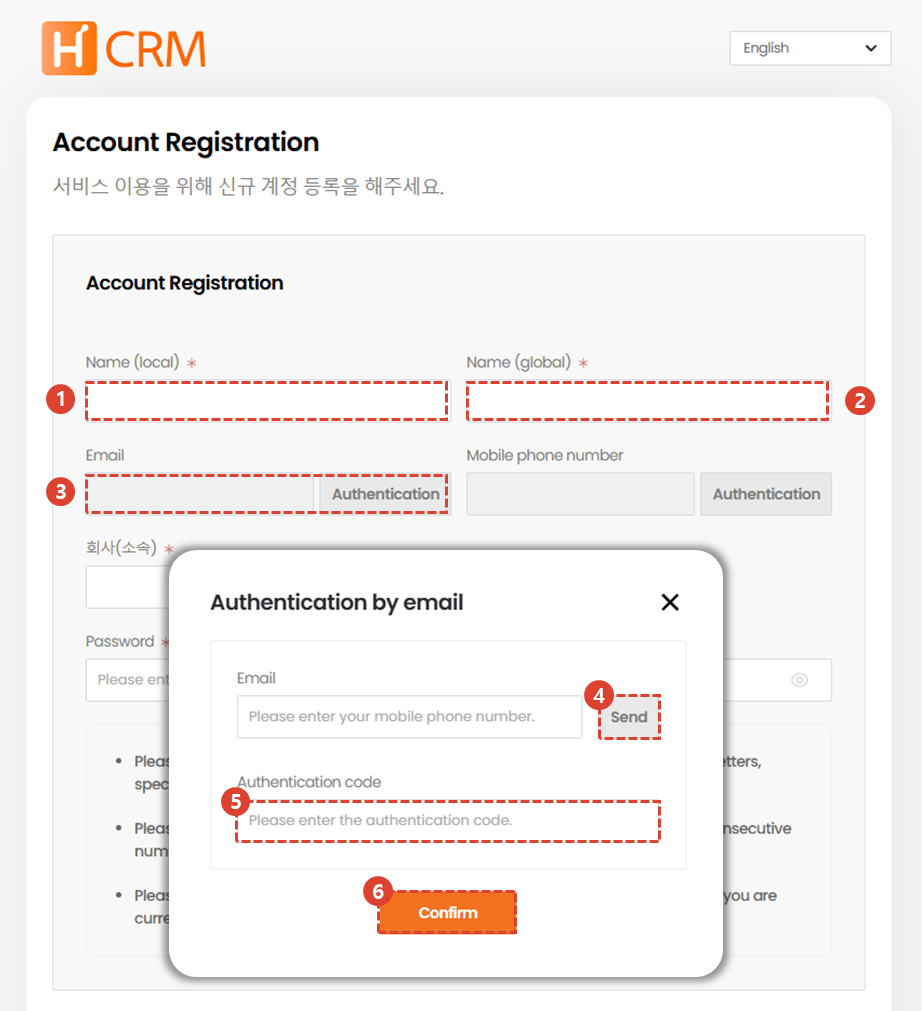 H CRM
English
Account Registration
서비스 이용을 위해 신규 계정 등록을 해주세요.
Account Registration
Name (local) *
Name (global) *
1
2
Email
Mobile phone number
3
Authentication
Authentication
회사(소속) *
Authentication by email
Password *
Please ent
Email
4
Please enter your mobile phone number.
Send
Pleas
etters,
spec
Authentication code
5
Please enter the authentication code.
Pleas
nsecutive
num
6
Confirm
Pleas
you are
curre